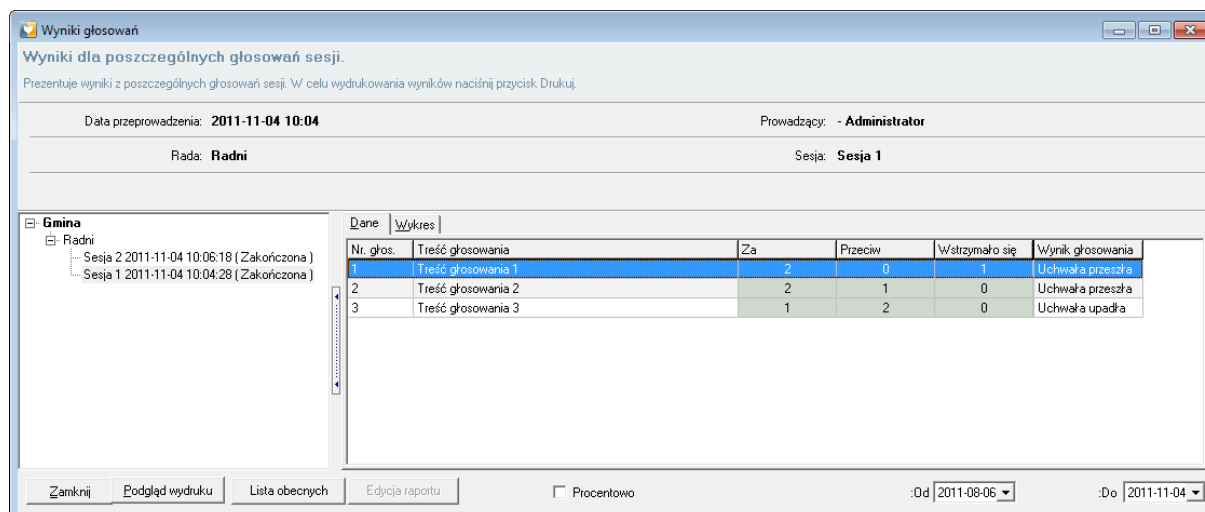 Wyniki głosowań
Wyniki dla poszczególnych głosowań sesji.
Prezentuje wyniki z poszczególnych głosowań sesji. W celu wydrukowania wyników naciśnij przycisk Drukuj.
Data przeprowadzenia: 2011-11-04 10:04 Prowadzący: - Administrator
Rada: Radni Sesja: Sesja 1
Gmina
Radni
Sesja 2 2011-11-04 10:06:18 ( Zakończona )
Sesja 1 2011-11-04 10:04:28 ( Zakończona )
Dane Wykres
Nr. głos. Treść głosowania Za Przeciw Wstrzymało się Wynik głosowania
1 Treść głosowania 1 2 0 1 Uchwała przeszła
2 Treść głosowania 2 2 1 0 Uchwała przeszła
3 Treść głosowania 3 1 2 0 Uchwała upadła
Zamknij Podgląd wydruku Lista obecnych Edycja raportu Procentowo :Od 2011-08-06 :Do 2011-11-04